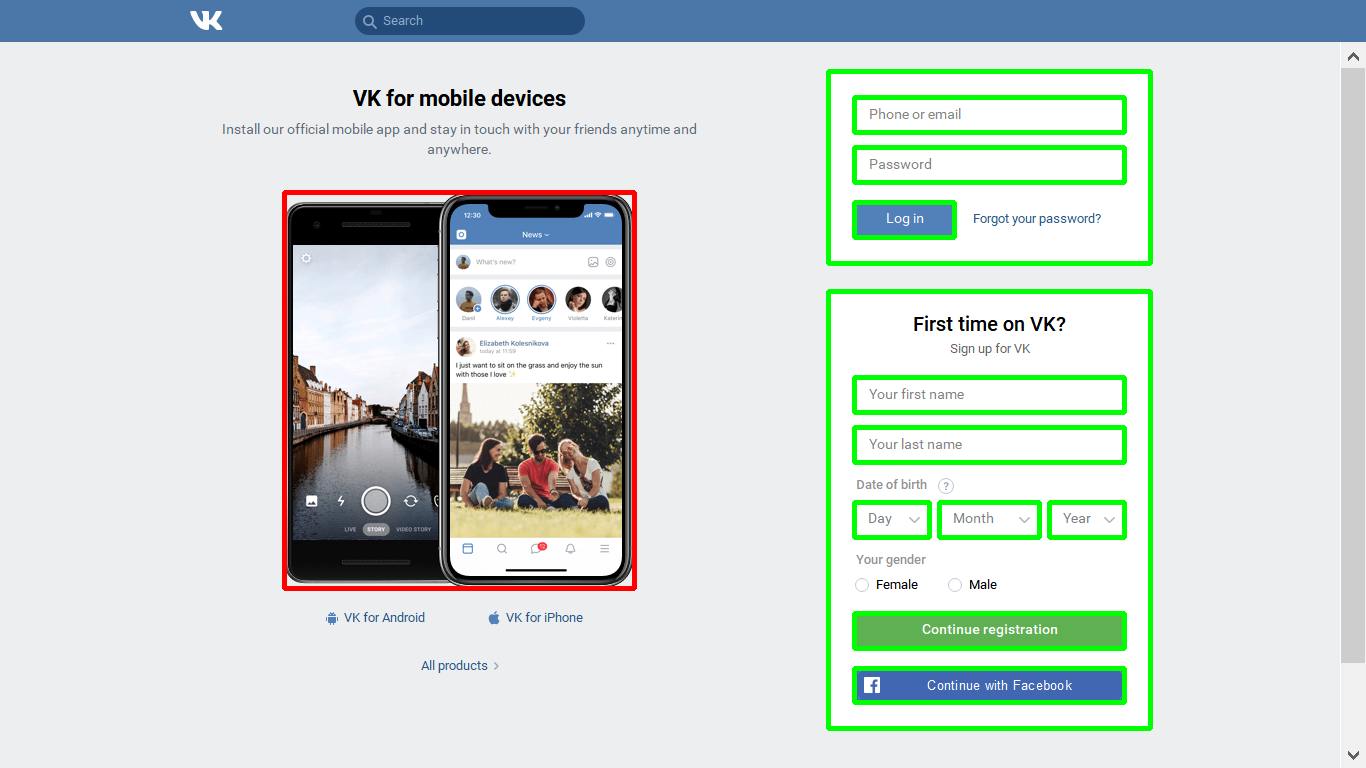 VK
Search
VK for mobile devices
Install our official mobile app and stay in touch with your friends anytime and
anywhere.
12:30
News
What's new?
Danil
Alexey
Evgeny
Violetta
Elizabeth Kolesnikova
today at 11:59
I just want to sit on the grass and enjoy the sun
with those I love ✨
LIVE
STORY
VIDEO STORY
12
VK for Android
VK for iPhone
All products
Phone or email
Password
Log in
Forgot your password?
First time on VK?
Sign up for VK
Your first name
Your last name
Date of birth ?
Day
Month
Year
Your gender
Female
Male
Continue registration
Continue with Facebook